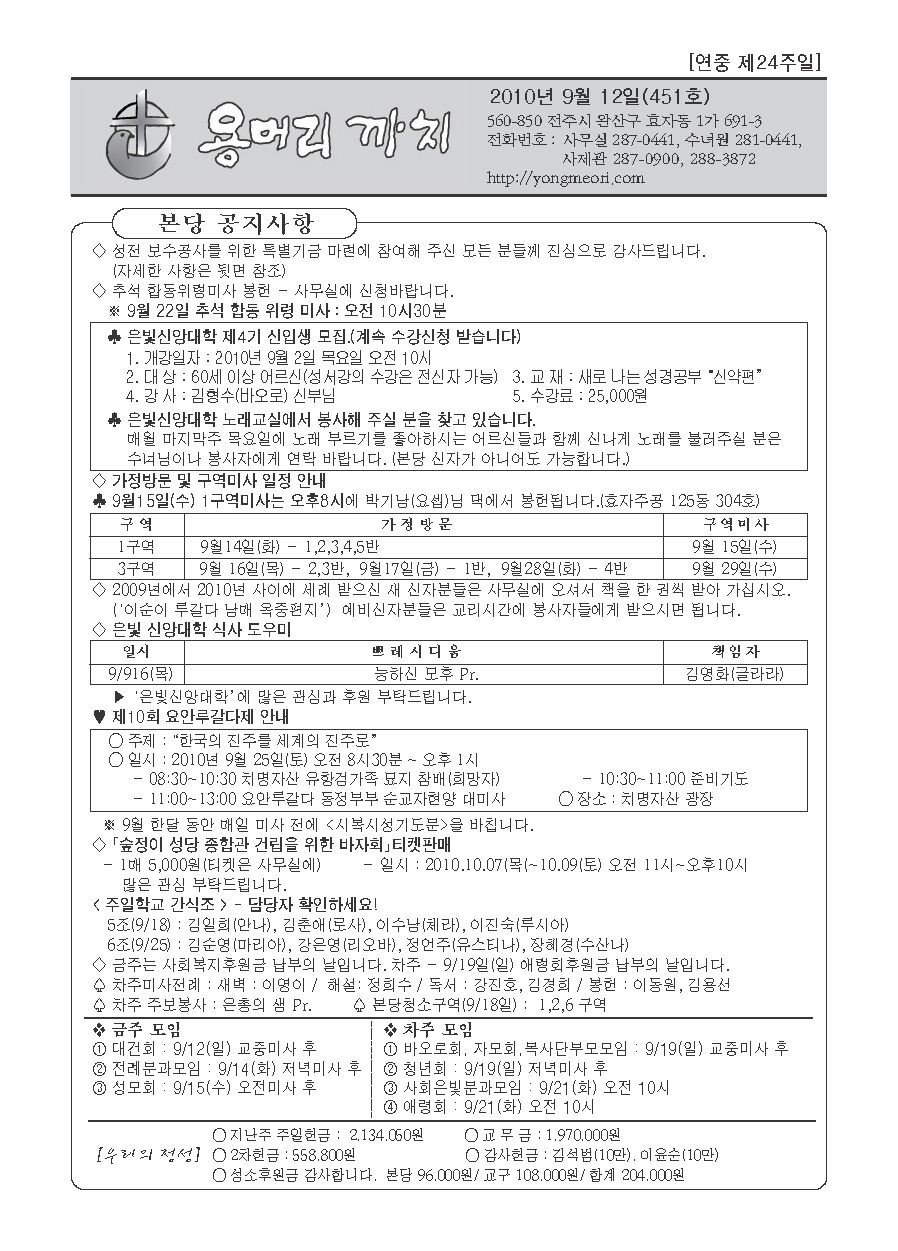 [연중 제24주일]
용머리 까치
2010년 9월 12일(451호)
560-850 전주시 완산구 효자동 1가 691-3
전화번호 : 사무실 287-0441, 수녀원 281-0441,
사제관 287-0900, 288-3872
http://yongmeori.com
본당 공지사항
◇ 성전 보수공사를 위한 특별기금 마련에 참여해 주신 모든 분들께 진심으로 감사드립니다.
(자세한 사항은 뒷면 참조)
◇ 추석 합동위령미사 봉헌 - 사무실에 신청바랍니다.
※ 9월 22일 추석 합동 위령 미사 : 오전 10시30분
♣ 은빛신앙대학 제4기 신입생 모집.(계속 수강신청 받습니다)
1. 개강일자 : 2010년 9월 2일 목요일 오전 10시
2. 대 상 : 60세 이상 어르신(성서강의 수강은 전신자 가능) 3. 교 재 : 새로 나는 성경공부 “신약편”
4. 강 사 : 김형수(바오로) 신부님 5. 수강료 : 25,000원
♣ 은빛신앙대학 노래교실에서 봉사해 주실 분을 찾고 있습니다.
매월 마지막주 목요일에 노래 부르기를 좋아하시는 어르신들과 함께 신나게 노래를 불러주실 분은
수녀님이나 봉사자에게 연락 바랍니다. (본당 신자가 아니어도 가능합니다.)
◇ 가정방문 및 구역미사 일정 안내
♣ 9월15일(수) 1구역미사는 오후8시에 박기남(요셉)님 댁에서 봉헌됩니다.(효자주공 125동 304호)
구 역 가 정 방 문 구 역 미 사
1구역 9월14일(화) - 1,2,3,4,5반 9월 15일(수)
3구역 9월 16일(목) - 2,3반, 9월17일(금) - 1반, 9월28일(화) - 4반 9월 29일(수)
◇ 2009년에서 2010년 사이에 세례 받으신 새 신자분들은 사무실에 오셔서 책을 한 권씩 받아 가십시오.
(‘이순이 루갈다 남매 옥중편지’) 예비신자분들은 교리시간에 봉사자들에게 받으시면 됩니다.
◇ 은빛 신앙대학 식사 도우미
일시 쁘 레 시 디 움 책 임 자
9/916(목) 능하신 모후 Pr. 김영화(글라라)
▶ ‘은빛신앙대학’에 많은 관심과 후원 부탁드립니다.
♥ 제10회 요안루갈다제 안내
○ 주제 : “한국의 진주를 세계의 진주로”
○ 일시 : 2010년 9월 25일(토) 오전 8시30분 ~ 오후 1시
- 08:30~10:30 치명자산 유항검가족 묘지 참배(희망자) - 10:30~11:00 준비기도
- 11:00~13:00 요안루갈다 동정부부 순교자현양 대미사 ○ 장소 : 치명자산 광장
※ 9월 한달 동안 매일 미사 전에 <시복시성기도문>을 바칩니다.
◇ 「숲정이 성당 종합관 건립을 위한 바자회」티켓판매
- 1매 5,000원(티켓은 사무실에) - 일시 : 2010.10.07(목(~10.09(토) 오전 11시~오후10시
많은 관심 부탁드립니다.
< 주일학교 간식조 > - 담당자 확인하세요!
5조(9/18) : 김일희(안나), 김춘애(로사), 이수남(체라), 이진숙(루시아)
6조(9/25) : 김순영(마리아), 강은영(리오바), 정언주(유스티나), 장혜경(수산나)
◇ 금주는 사회복지후원금 납부의 날입니다. 차주 - 9/19일(일) 애령회후원금 납부의 날입니다.
♤ 차주미사전례 : 새벽 : 이영이 / 해설: 정희수 / 독서 : 강진호, 김경희 / 봉헌 : 이동원, 김용선
♤ 차주 주보봉사 : 은총의 샘 Pr. ♤ 본당청소구역(9/18일) : 1,2,6 구역
❖ 금주 모임
① 대건회 : 9/12(일) 교중미사 후
② 전례분과모임 : 9/14(화) 저녁미사 후
③ 성모회 : 9/15(수) 오전미사 후
❖ 차주 모임
① 바오로회, 자모회,복사단부모모임 : 9/19(일) 교중미사 후
② 청년회 : 9/19(일) 저녁미사 후
③ 사회은빛분과모임 : 9/21(화) 오전 10시
④ 애령회 : 9/21(화) 오전 10시
[우리의 정성]
○ 지난주 주일헌금 : 2.134.050원 ○ 교 무 금 : 1.970.000원
○ 2차헌금 : 558.800원 ○ 감사헌금 : 김석범(10만), 이윤순(10만)
○ 성소후원금 감사합니다. 본당 96.000원/ 교구 108.000원/ 합계 204.000원